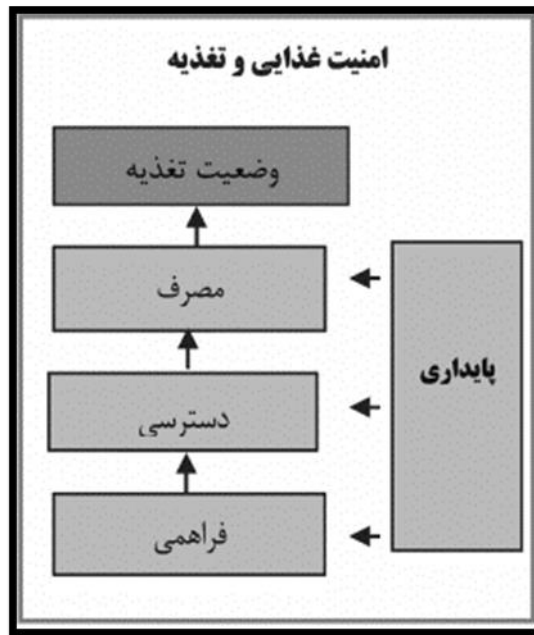 امنیت غذایی و تغذیه
وضعیت تغذیه
مصرف
پایداری
دسترسی
فراهمی